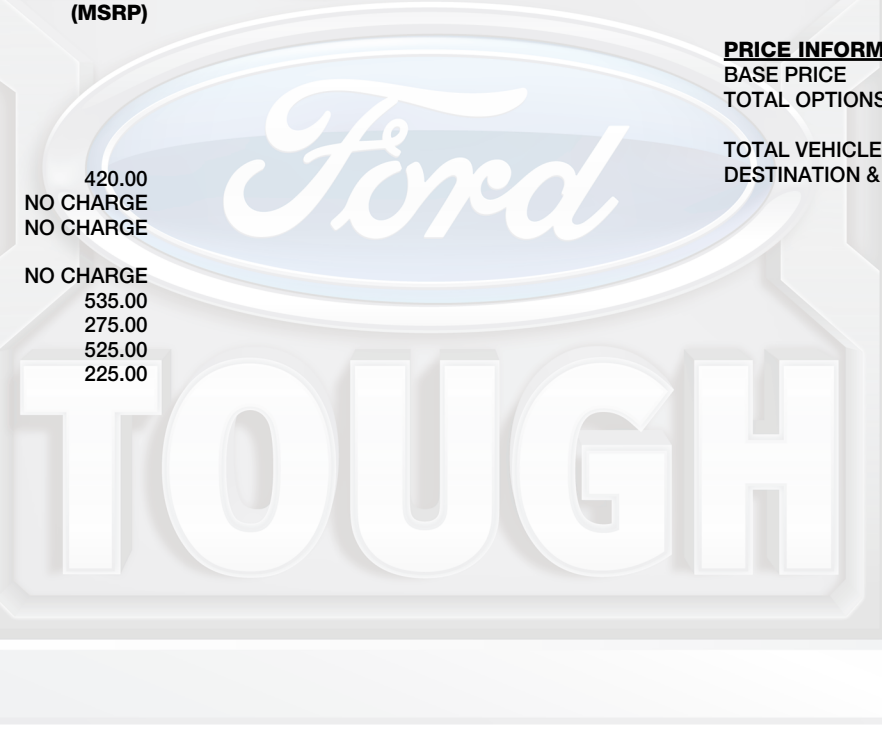 (MSRP)
420.00
NO CHARGE
NO CHARGE
NO CHARGE
535.00
275.00
525.00
225.00
PRICE INFORM
BASE PRICE
TOTAL OPTIONS
TOTAL VEHICLE
DESTINATION &
Ford
TOUGH